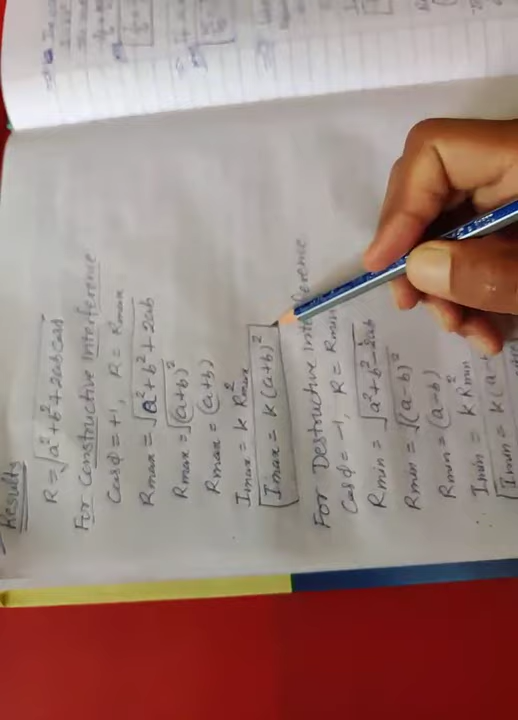 Results
R = √a²+b²+2ab cosϕ
For Constructive Interference
Cosϕ = +1, R = Rmax
Rmax = √a²+b²+2ab
Rmax = √(a+b)²
Rmax = (a+b)
Imax = K R²max
Imax = K(a+b)²
For Destructive Interference
Cosϕ = -1, R = Rmin
Rmin = √a²+b²-2ab
Rmin = √(a-b)²
Rmin = (a-b)
Imin = K R²min
Imin = K(a-b